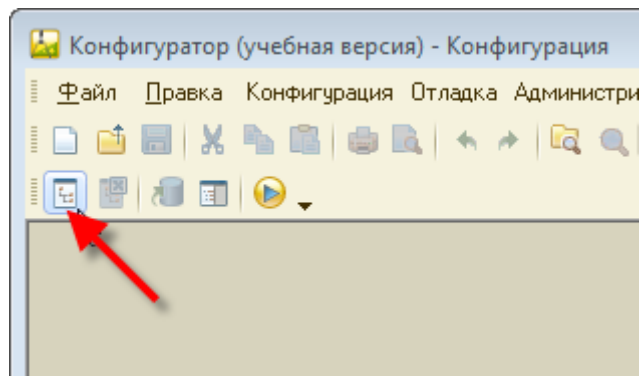 Конфигуратор (учебная версия) - Конфигурация
Файл Правка Конфигурация Отладка Администри